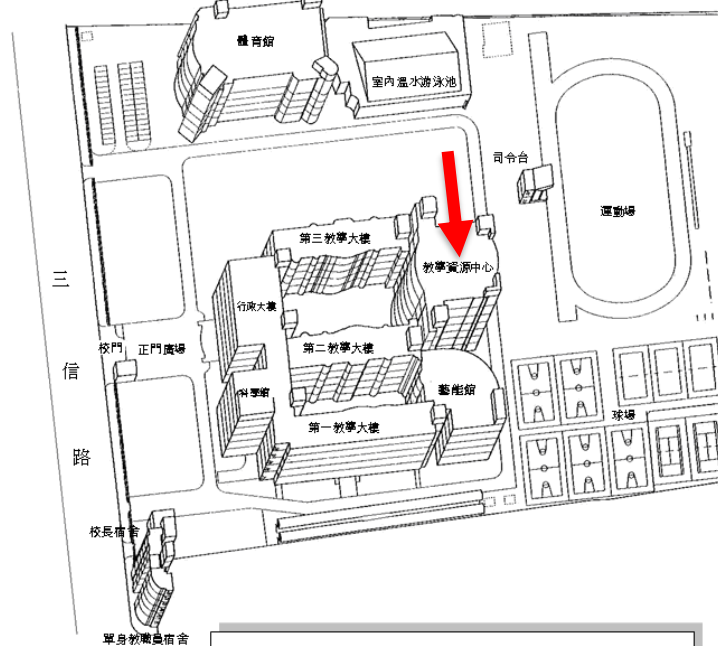 體育館
室內溫水游泳池
司令台
運動場
第三教學大樓
教學資源中心
三
信
路
行政大樓
校門
正門廣場
第二教學大樓
科學館
藝能館
球場
第一教學大樓
校長宿舍
單身教職員宿舍